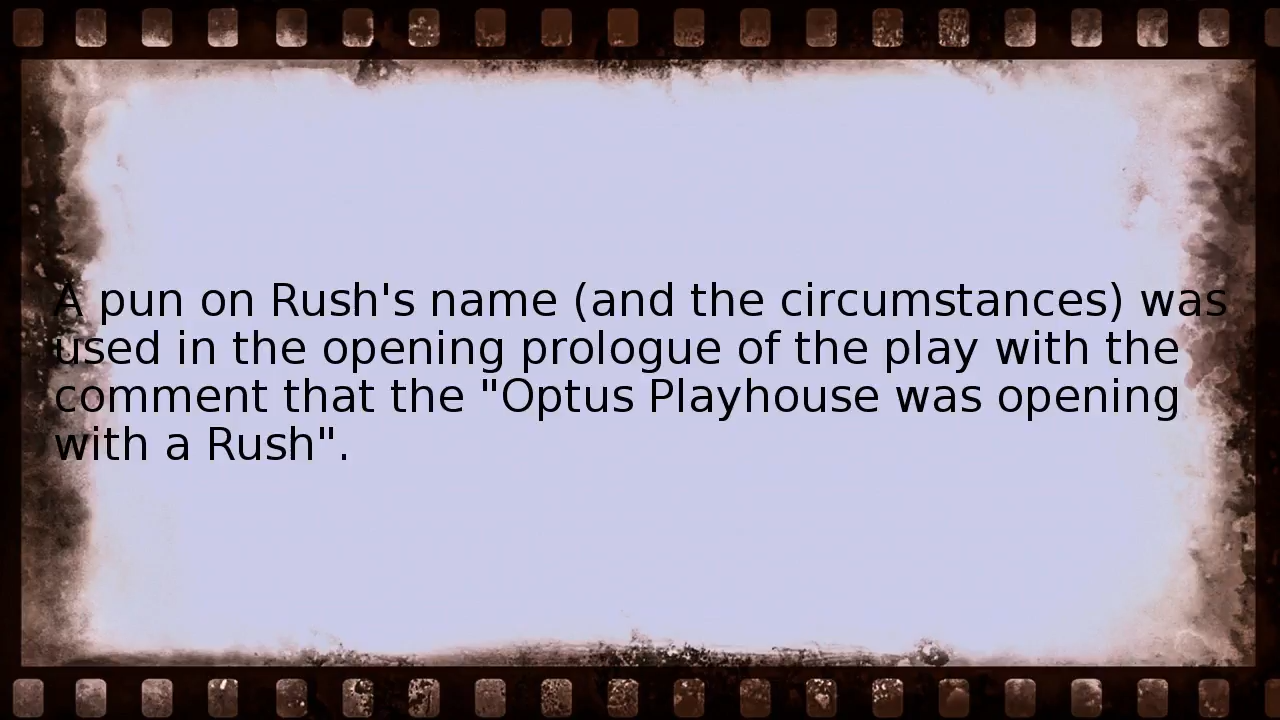 A pun on Rush's name (and the circumstances) was
used in the opening prologue of the play with the
comment that the "Optus Playhouse was opening
with a Rush".